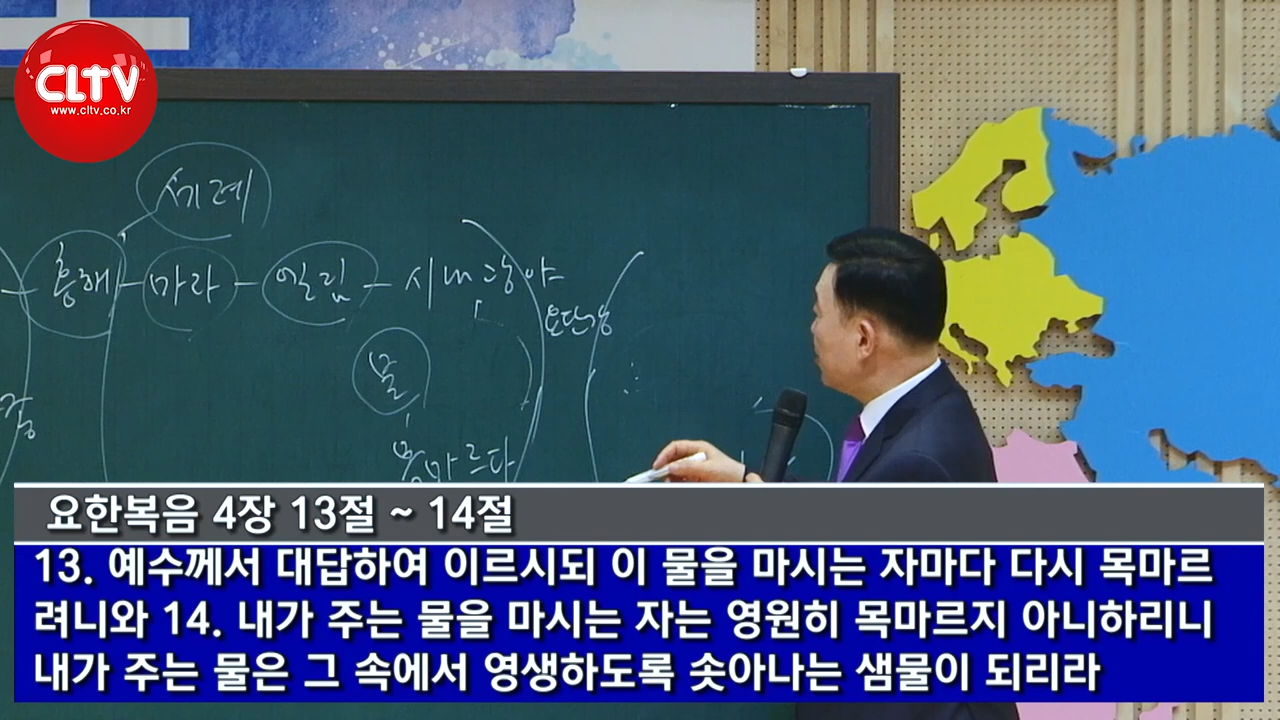 CLTV
www.cltv.co.kr
세례
홍해 - 마라 - 엘림 - 시내광야
요단강
물
목마르다
요한복음 4장 13절 ~ 14절
13. 예수께서 대답하여 이르시되 이 물을 마시는 자마다 다시 목마르
려니와 14. 내가 주는 물을 마시는 자는 영원히 목마르지 아니하리니
내가 주는 물은 그 속에서 영생하도록 솟아나는 샘물이 되리라